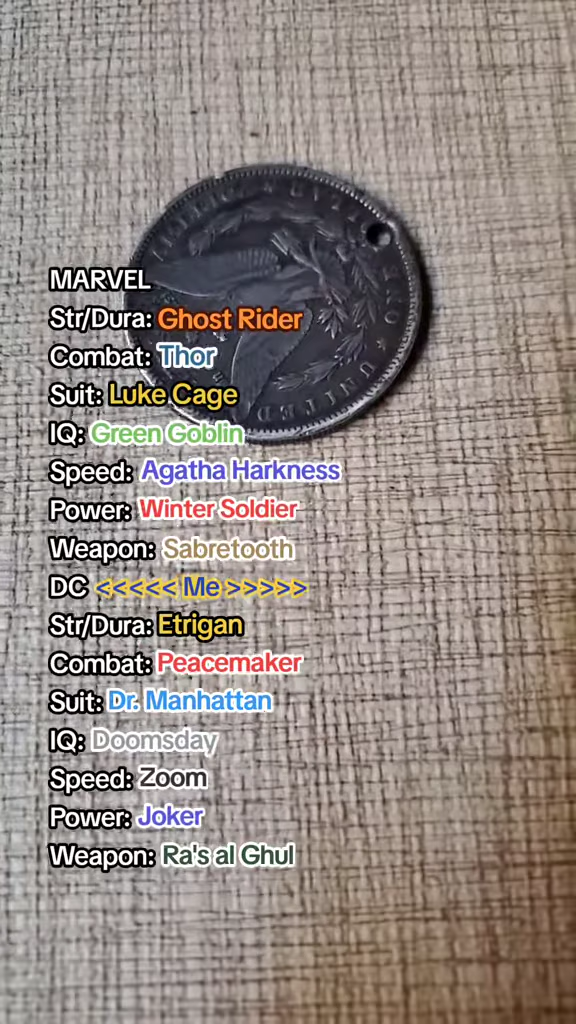 MARVEL
Str/Dura: Ghost Rider
Combat: Thor
Suit: Luke Cage
IQ: Green Goblin
Speed: Agatha Harkness
Power: Winter Soldier
Weapon: Sabretooth
DC <<<<< Me >>>>>
Str/Dura: Etrigan
Combat: Peacemaker
Suit: Dr. Manhattan
IQ: Doomsday
Speed: Zoom
Power: Joker
Weapon: Ra's al Ghul
UNITED